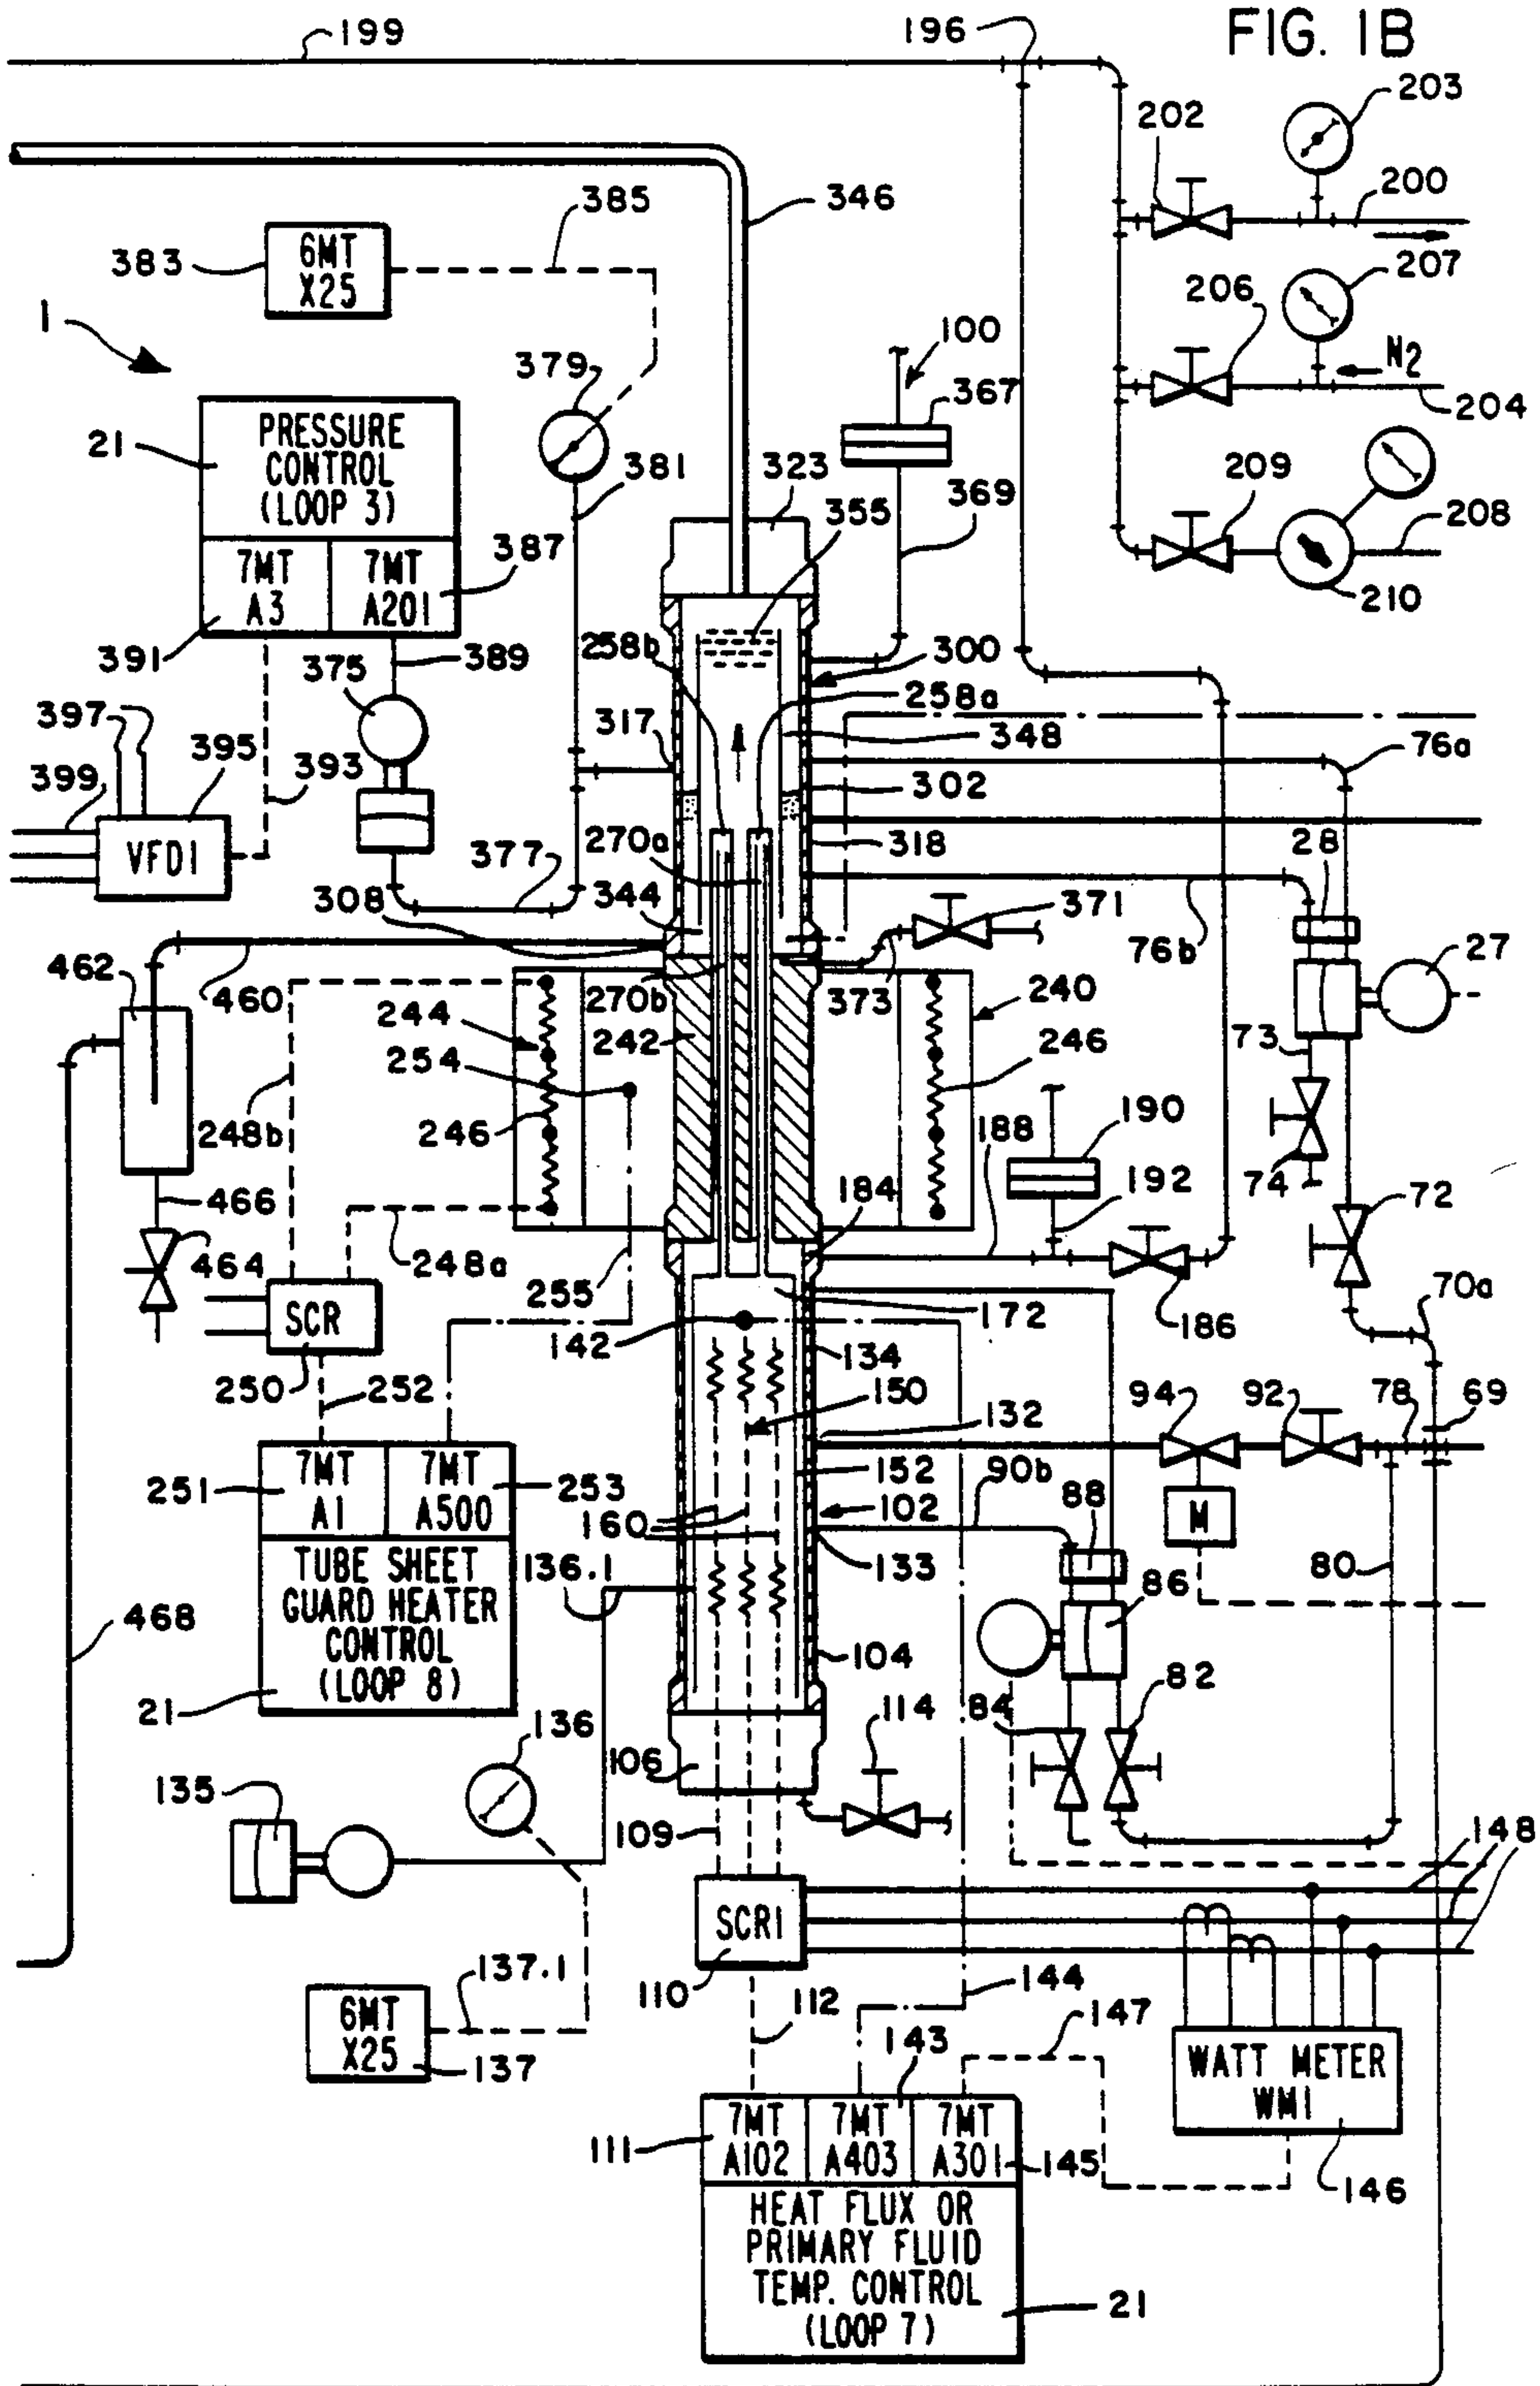 FIG. 1B
199
196
203
202
200
346
385
383
6MT
X25
207
206
1
N2
204
100
379
367
PRESSURE
CONTROL
(LOOP 3)
21
381
323
355
369
209
208
210
7MT
A3
7MT
A201
387
391
389
258b
300
375
258a
397
395
393
317
348
76a
399
302
VFD1
270a
318
28
377
308
344
371
76b
27
462
460
270b
373
240
244
242
254
246
246
73
248b
190
188
74
466
184
192
72
464
248a
255
172
186
70a
SCR
142
134
250
252
150
94
92
78
69
132
251
7MT
A1
7MT
A500
253
152
90b
102
88
M
160
133
136.1
80
TUBE SHEET
GUARD HEATER
CONTROL
(LOOP 8)
86
468
104
21
82
84
136
114
106
135
109
148
SCR1
137.1
110
112
144
147
6MT
X25
137
143
WATT METER
WM1
111
7MT
A102
7MT
A403
7MT
A301
145
146
HEAT FLUX OR
PRIMARY FLUID
TEMP. CONTROL
(LOOP 7)
21